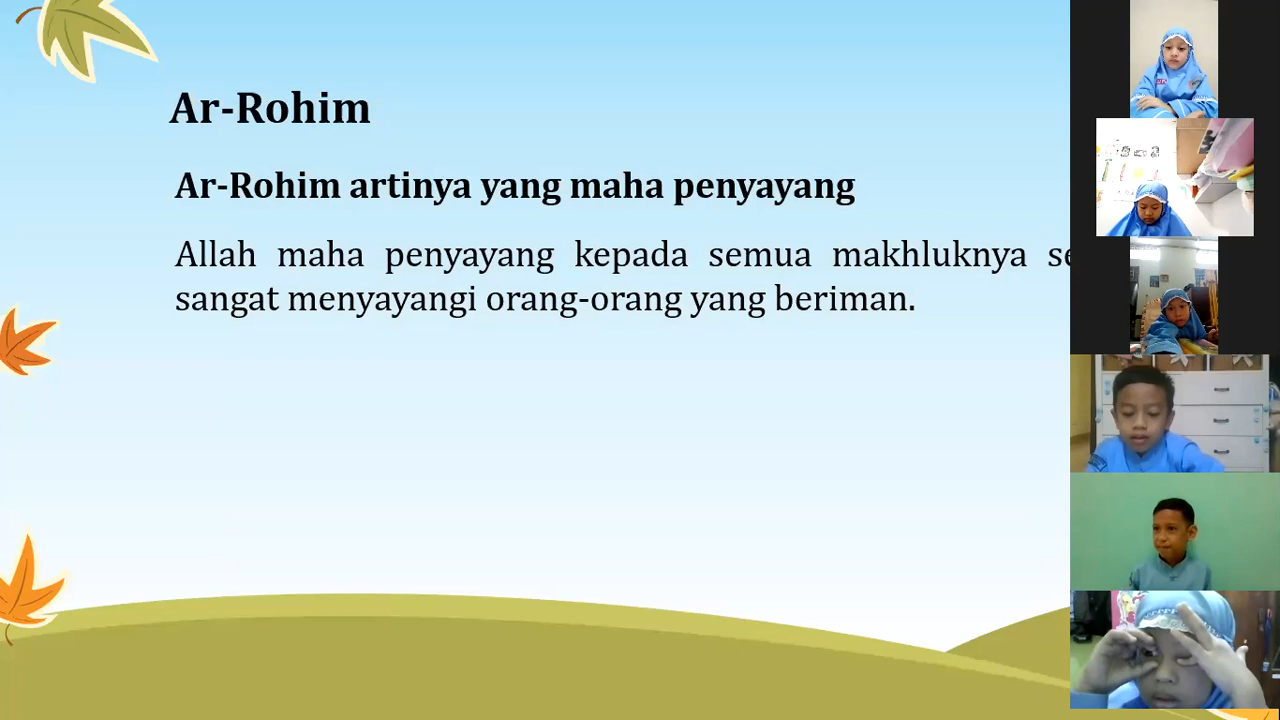 Ar-Rohim
Ar-Rohim artinya yang maha penyayang
Allah maha penyayang kepada semua makhluknya
sangat menyayangi orang-orang yang beriman.